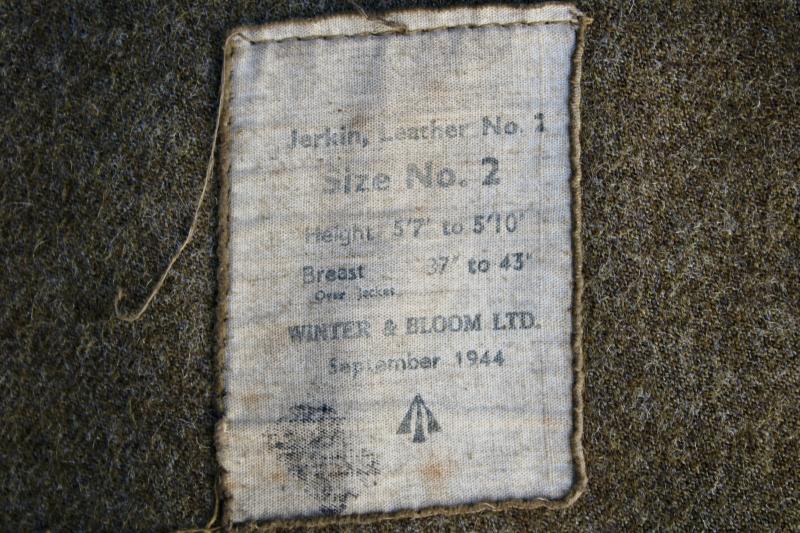 Jerkin, Leather No. 1
Size No. 2
Height 5'7" to 5'10"
Breast 37" to 43"
Over Jacket
WINTER & BLOOM LTD.
September 1944